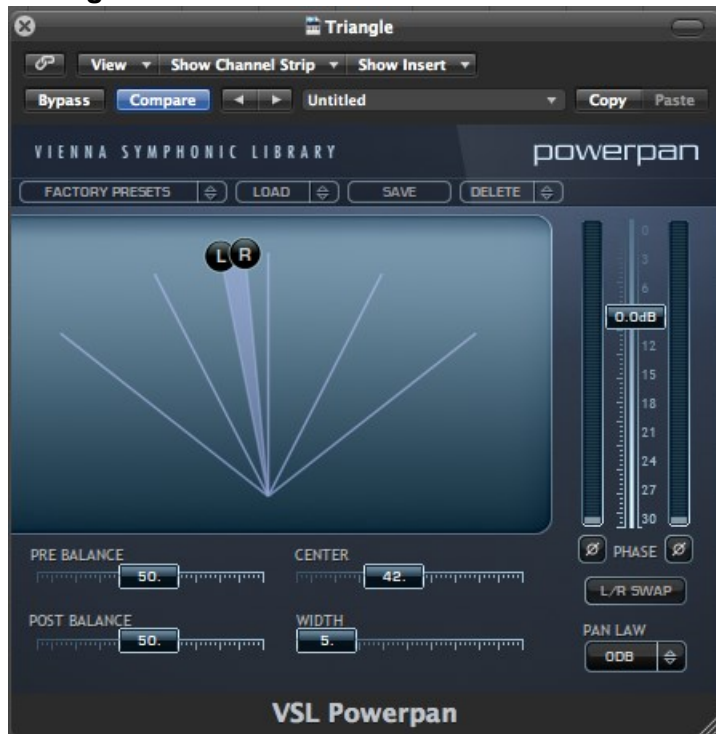 Triangle
View Show Channel Strip Show Insert
Bypass Compare Untitled Copy Paste
VIENNA SYMPHONIC LIBRARY powerpan
FACTORY PRESETS LOAD SAVE DELETE
L R
0
3
6
0.0dB
12
15
18
21
24
27
30
PRE BALANCE CENTER Ø PHASE Ø
50. 42.
L/R SWAP
POST BALANCE WIDTH
50. 5.
PAN LAW
0DB
VSL Powerpan